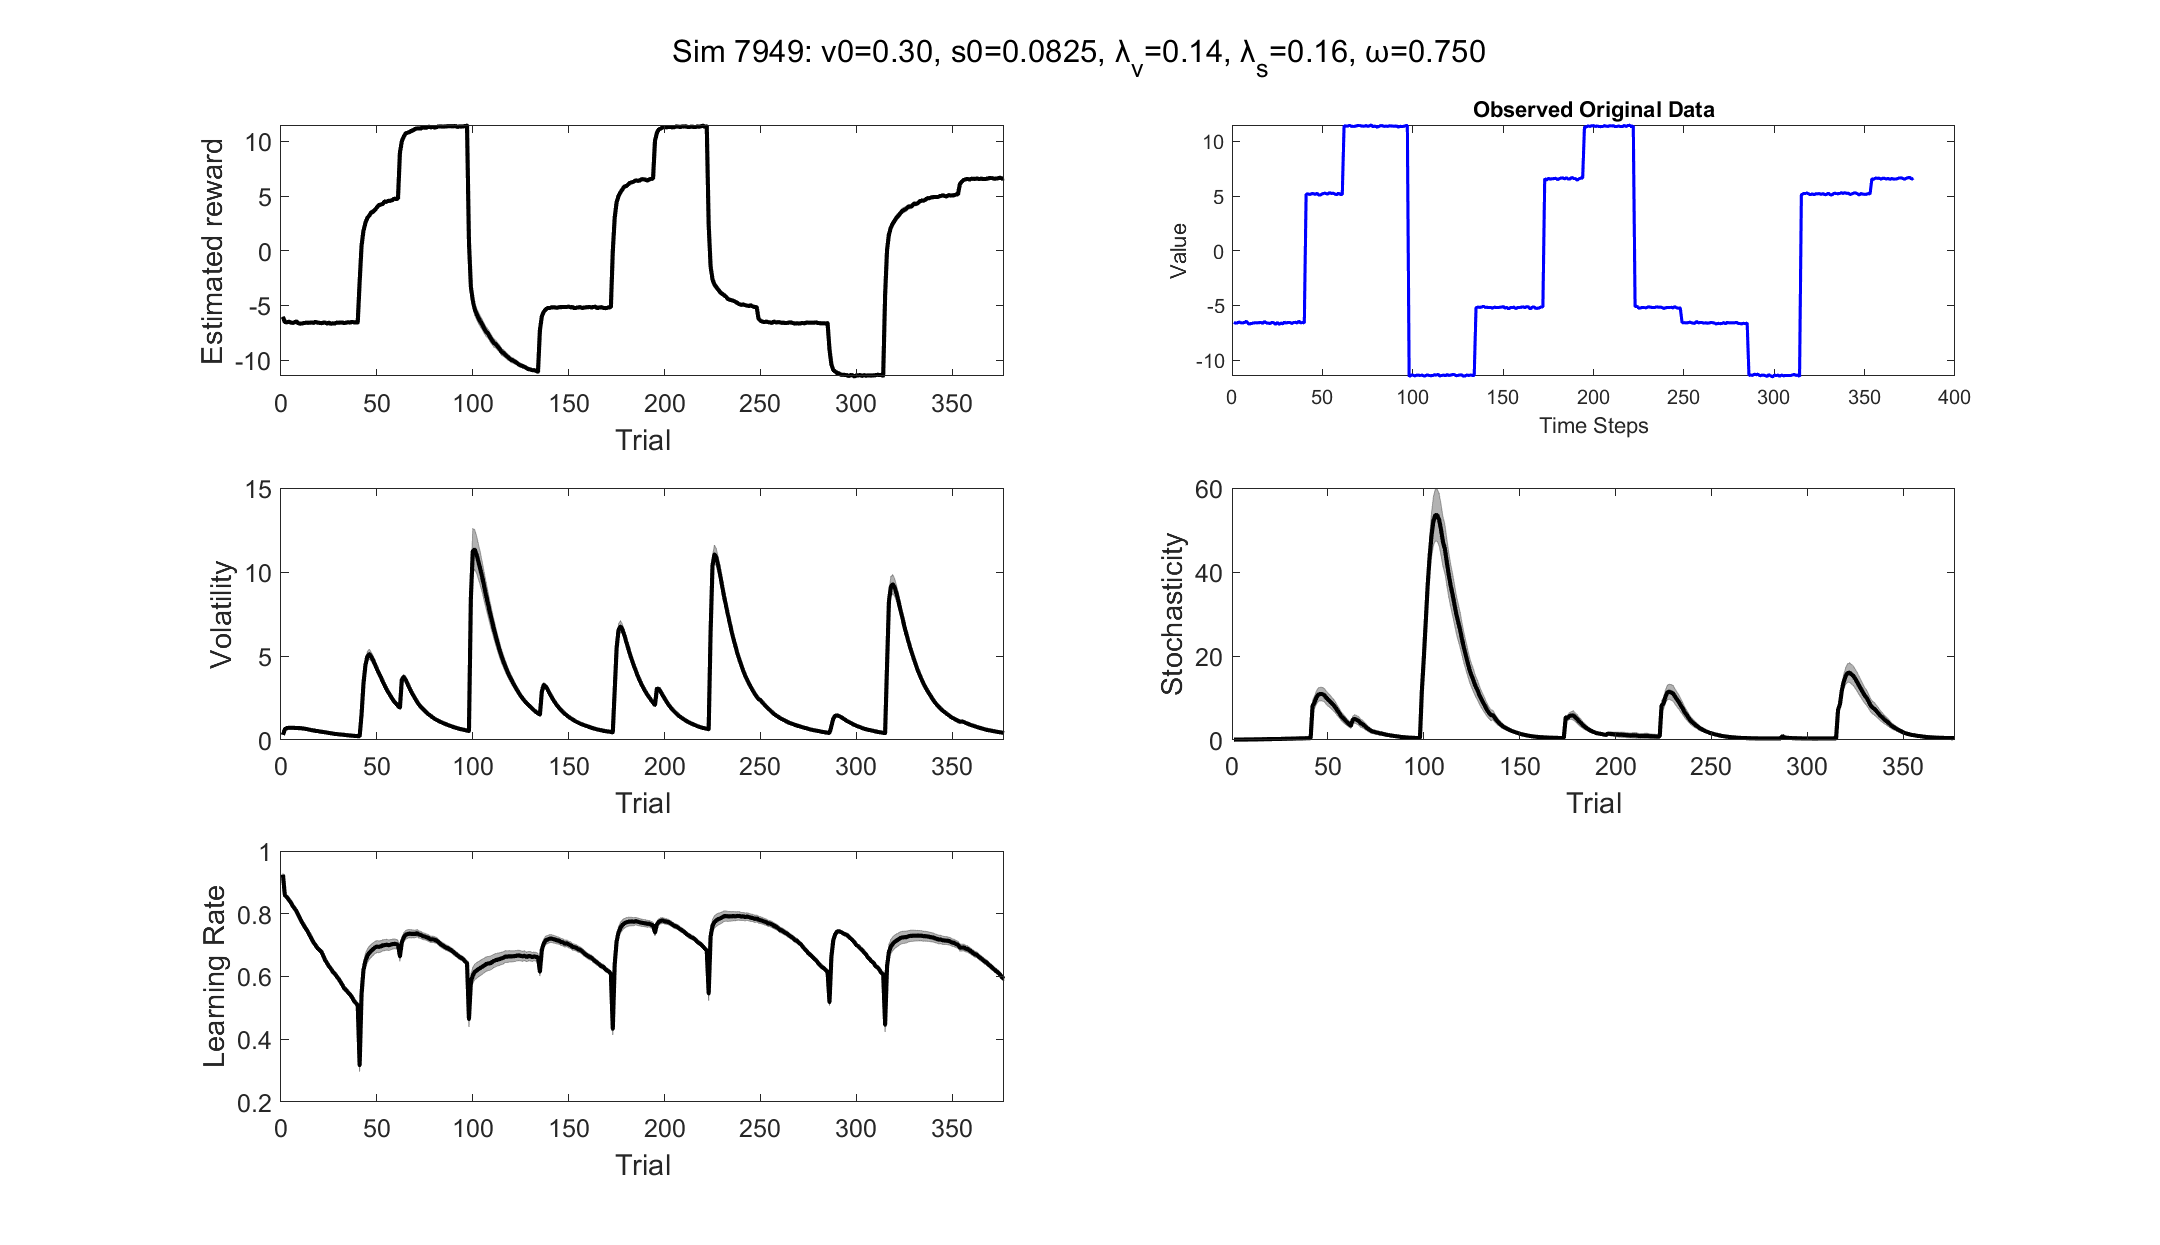 Sim 7949: v0=0.30, s0=0.0825, λv=0.14, λs=0.16, ω=0.750
Estimated reward
10
5
0
-5
-10
0 50 100 150 200 250 300 350
Trial
Observed Original Data
Value
10
5
0
-5
-10
0 50 100 150 200 250 300 350 400
Time Steps
Volatility
15
10
5
0
0 50 100 150 200 250 300 350
Trial
Stochasticity
60
40
20
0
0 50 100 150 200 250 300 350
Trial
Learning Rate
1
0.8
0.6
0.4
0.2
0 50 100 150 200 250 300 350
Trial